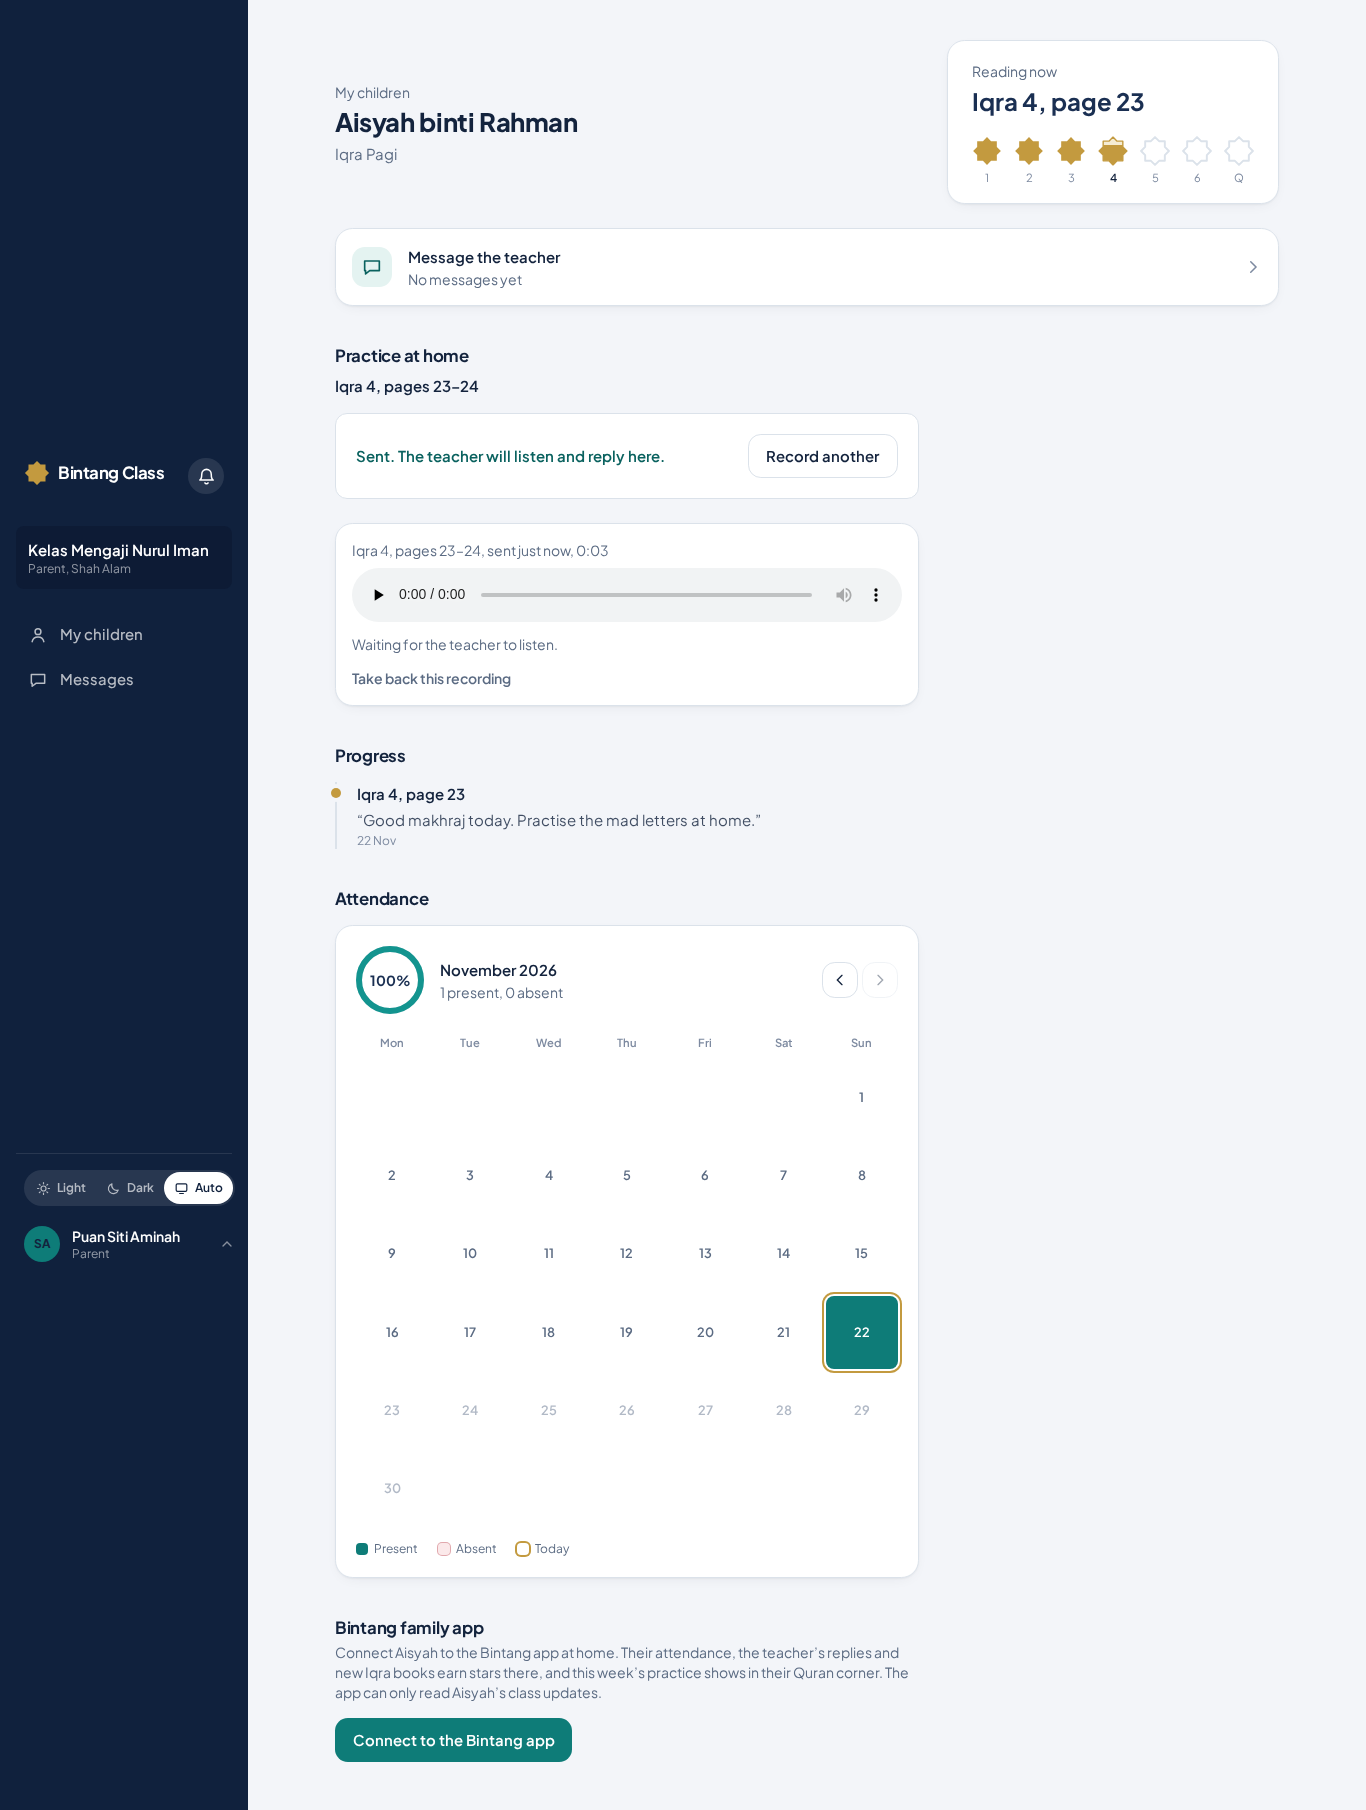 Bintang Class
Kelas Mengaji Nurul Iman
Parent, Shah Alam
My children
Messages
Light
Dark
Auto
SA
Puan Siti Aminah
Parent
My children
Aisyah binti Rahman
Iqra Pagi
Reading now
Iqra 4, page 23
1 2 3 4 5 6 Q
Message the teacher
No messages yet
Practice at home
Iqra 4, pages 23–24
Sent. The teacher will listen and reply here.
Record another
Iqra 4, pages 23–24, sent just now, 0:03
0:00 / 0:00
Waiting for the teacher to listen.
Take back this recording
Progress
Iqra 4, page 23
“Good makhraj today. Practise the mad letters at home.”
22 Nov
Attendance
100%
November 2026
1 present, 0 absent
Mon Tue Wed Thu Fri Sat Sun
1
2 3 4 5 6 7 8
9 10 11 12 13 14 15
16 17 18 19 20 21 22
23 24 25 26 27 28 29
30
Present
Absent
Today
Bintang family app
Connect Aisyah to the Bintang app at home. Their attendance, the teacher’s replies and
new Iqra books earn stars there, and this week’s practice shows in their Quran corner. The
app can only read Aisyah’s class updates.
Connect to the Bintang app